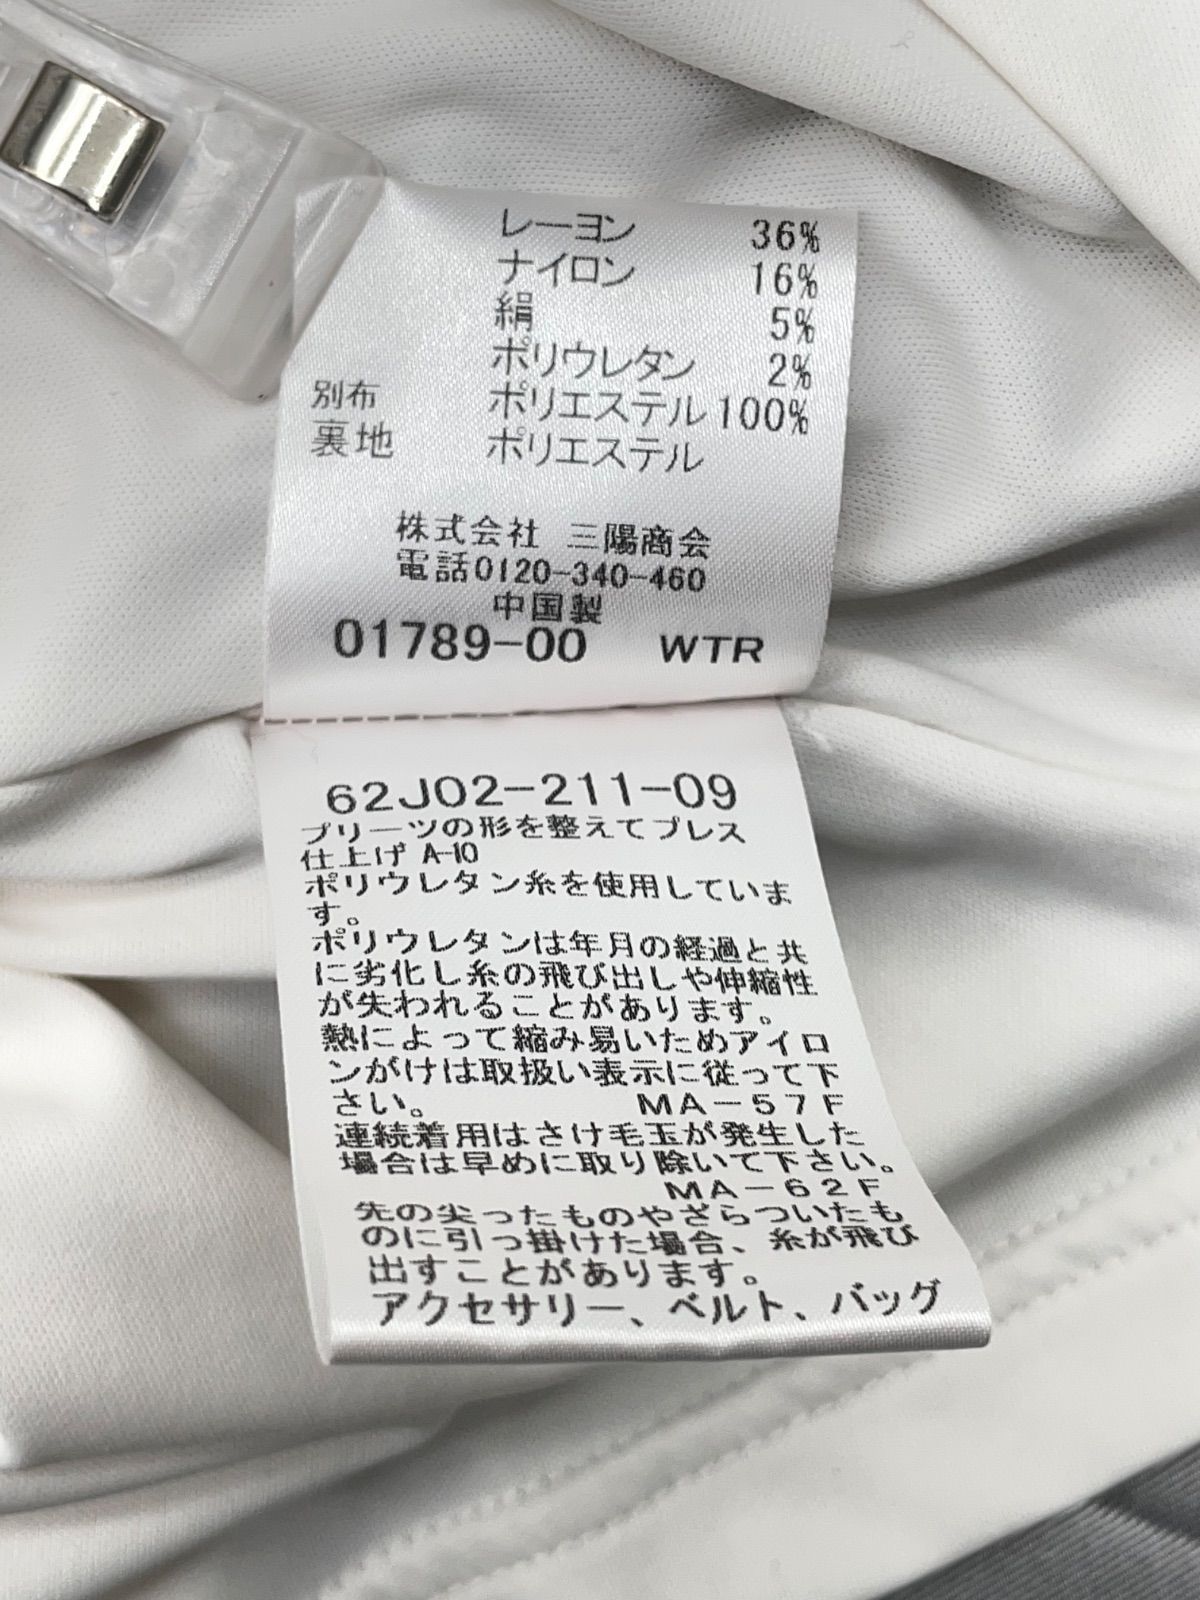 レーヨン 36%
ナイロン 16%
絹 5%
ポリウレタン 2%
別布 ポリエステル 100%
裏地 ポリエステル
株式会社 三陽商会
電話0120-340-460
中国製
01789-00 WTR
62J02-211-09
プリーツの形を整えてプレス
仕上げ A-10
ポリウレタン糸を使用していま
す。
ポリウレタンは年月の経過と共
に劣化し糸の飛び出しや伸縮性
が失われることがあります。
熱によって縮み易いためアイロ
ンがけは取扱い表示に従って下
さい。 MA-57F
連続着用はさけ毛玉が発生した
場合は早めに取り除いて下さい。
MA-62F
先の尖ったものやざらついたも
のに引っ掛けた場合、糸が飛び
出すことがあります。
アクセサリー、ベルト、バッグ